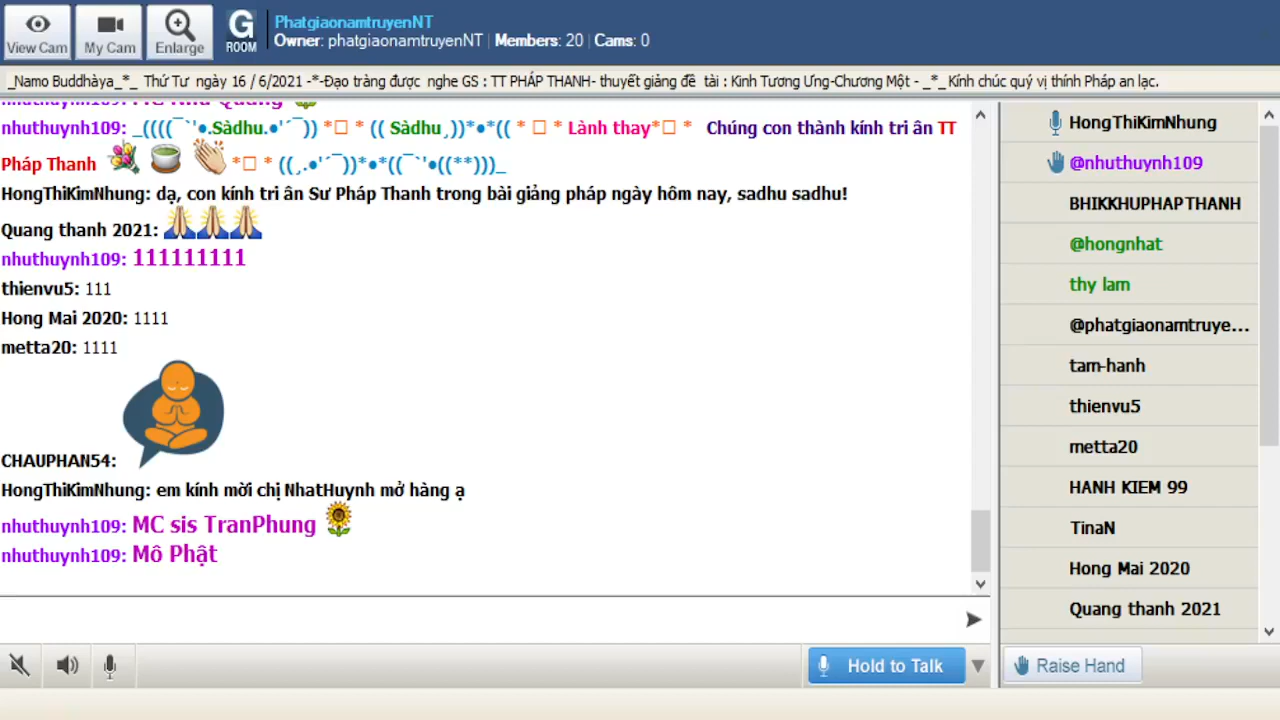 View Cam
My Cam
Enlarge
G
ROOM
PhatgiaonamtruyenNT
Owner: phatgiaonamtruyenNT | Members: 20 | Cams: 0
_Namo Buddhàya_*_ Thứ Tư ngày 16 / 6/2021 -*-Đạo tràng được nghe GS : TT PHÁP THANH- thuyết giảng đề tài : Kinh Tương Ưng-Chương Một - _*_ Kính chúc quý vị thính Pháp an lạc.
nhuthuynh109: _((((¯`'●.Sàdhu.●'´¯)) *□ * (( Sàdhu¸))*●*(( * □ * Lành thay*□ * Chúng con thành kính tri ân TT
Pháp Thanh *□ * ((¸.●'´¯))*●*((¯`'●((**)))_
HongThiKimNhung: dạ, con kính tri ân Sư Pháp Thanh trong bài giảng pháp ngày hôm nay, sadhu sadhu!
Quang thanh 2021:
nhuthuynh109: 111111111
thienvu5: 111
Hong Mai 2020: 1111
metta20: 1111
CHAUPHAN54:
HongThiKimNhung: em kính mời chị NhatHuynh mở hàng ạ
nhuthuynh109: MC sis TranPhung
nhuthuynh109: Mô Phật
Hold to Talk
HongThiKimNhung
@nhuthuynh109
BHIKKHUPHAPTHANH
@hongnhat
thy lam
@phatgiaonamtruye...
tam-hanh
thienvu5
metta20
HANH KIEM 99
TinaN
Hong Mai 2020
Quang thanh 2021
Raise Hand